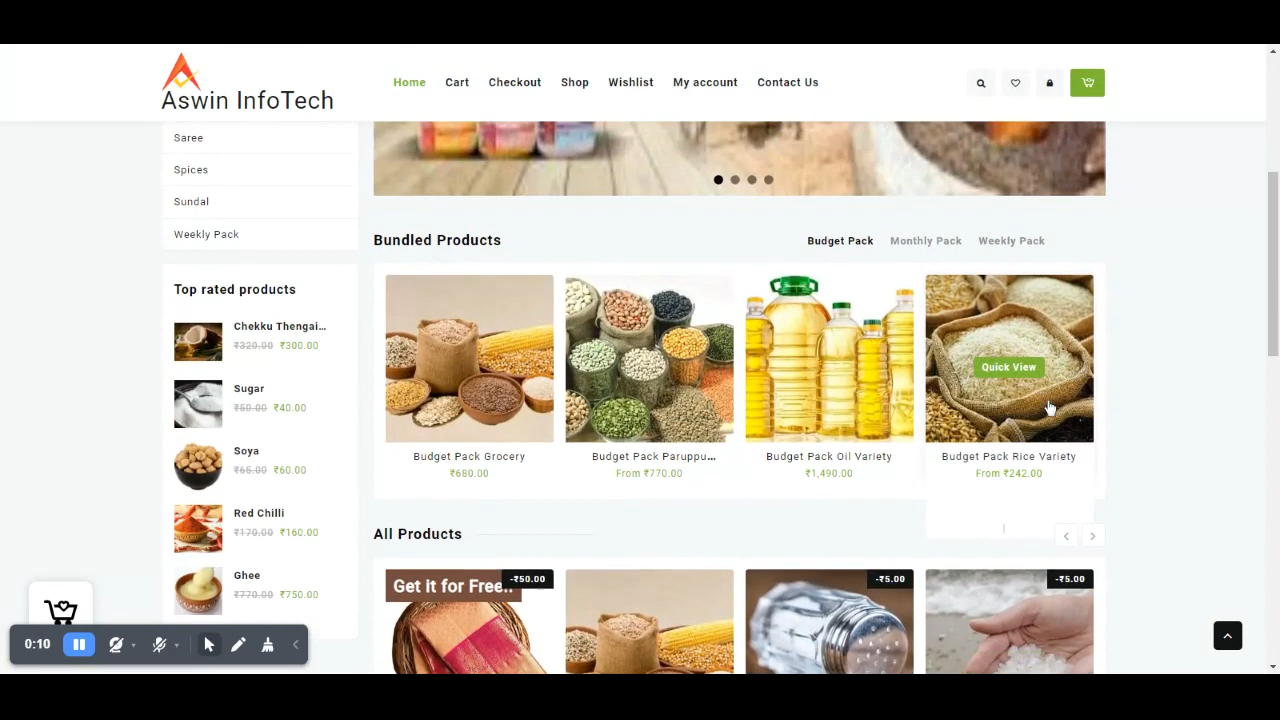 Aswin InfoTech
Home Cart Checkout Shop Wishlist My account Contact Us
Saree
Spices
Sundal
Weekly Pack
Top rated products
Chekku Thengai...
₹320.00 ₹300.00
Sugar
₹50.00 ₹40.00
Soya
₹65.00 ₹60.00
Red Chilli
₹170.00 ₹160.00
Ghee
₹770.00 ₹750.00
Bundled Products
Budget Pack Monthly Pack Weekly Pack
Quick View
Budget Pack Grocery
₹680.00
Budget Pack Paruppu...
From ₹770.00
Budget Pack Oil Variety
₹1,490.00
Budget Pack Rice Variety
From ₹242.00
All Products
Get it for Free..
-₹50.00
-₹5.00
-₹5.00
0:10